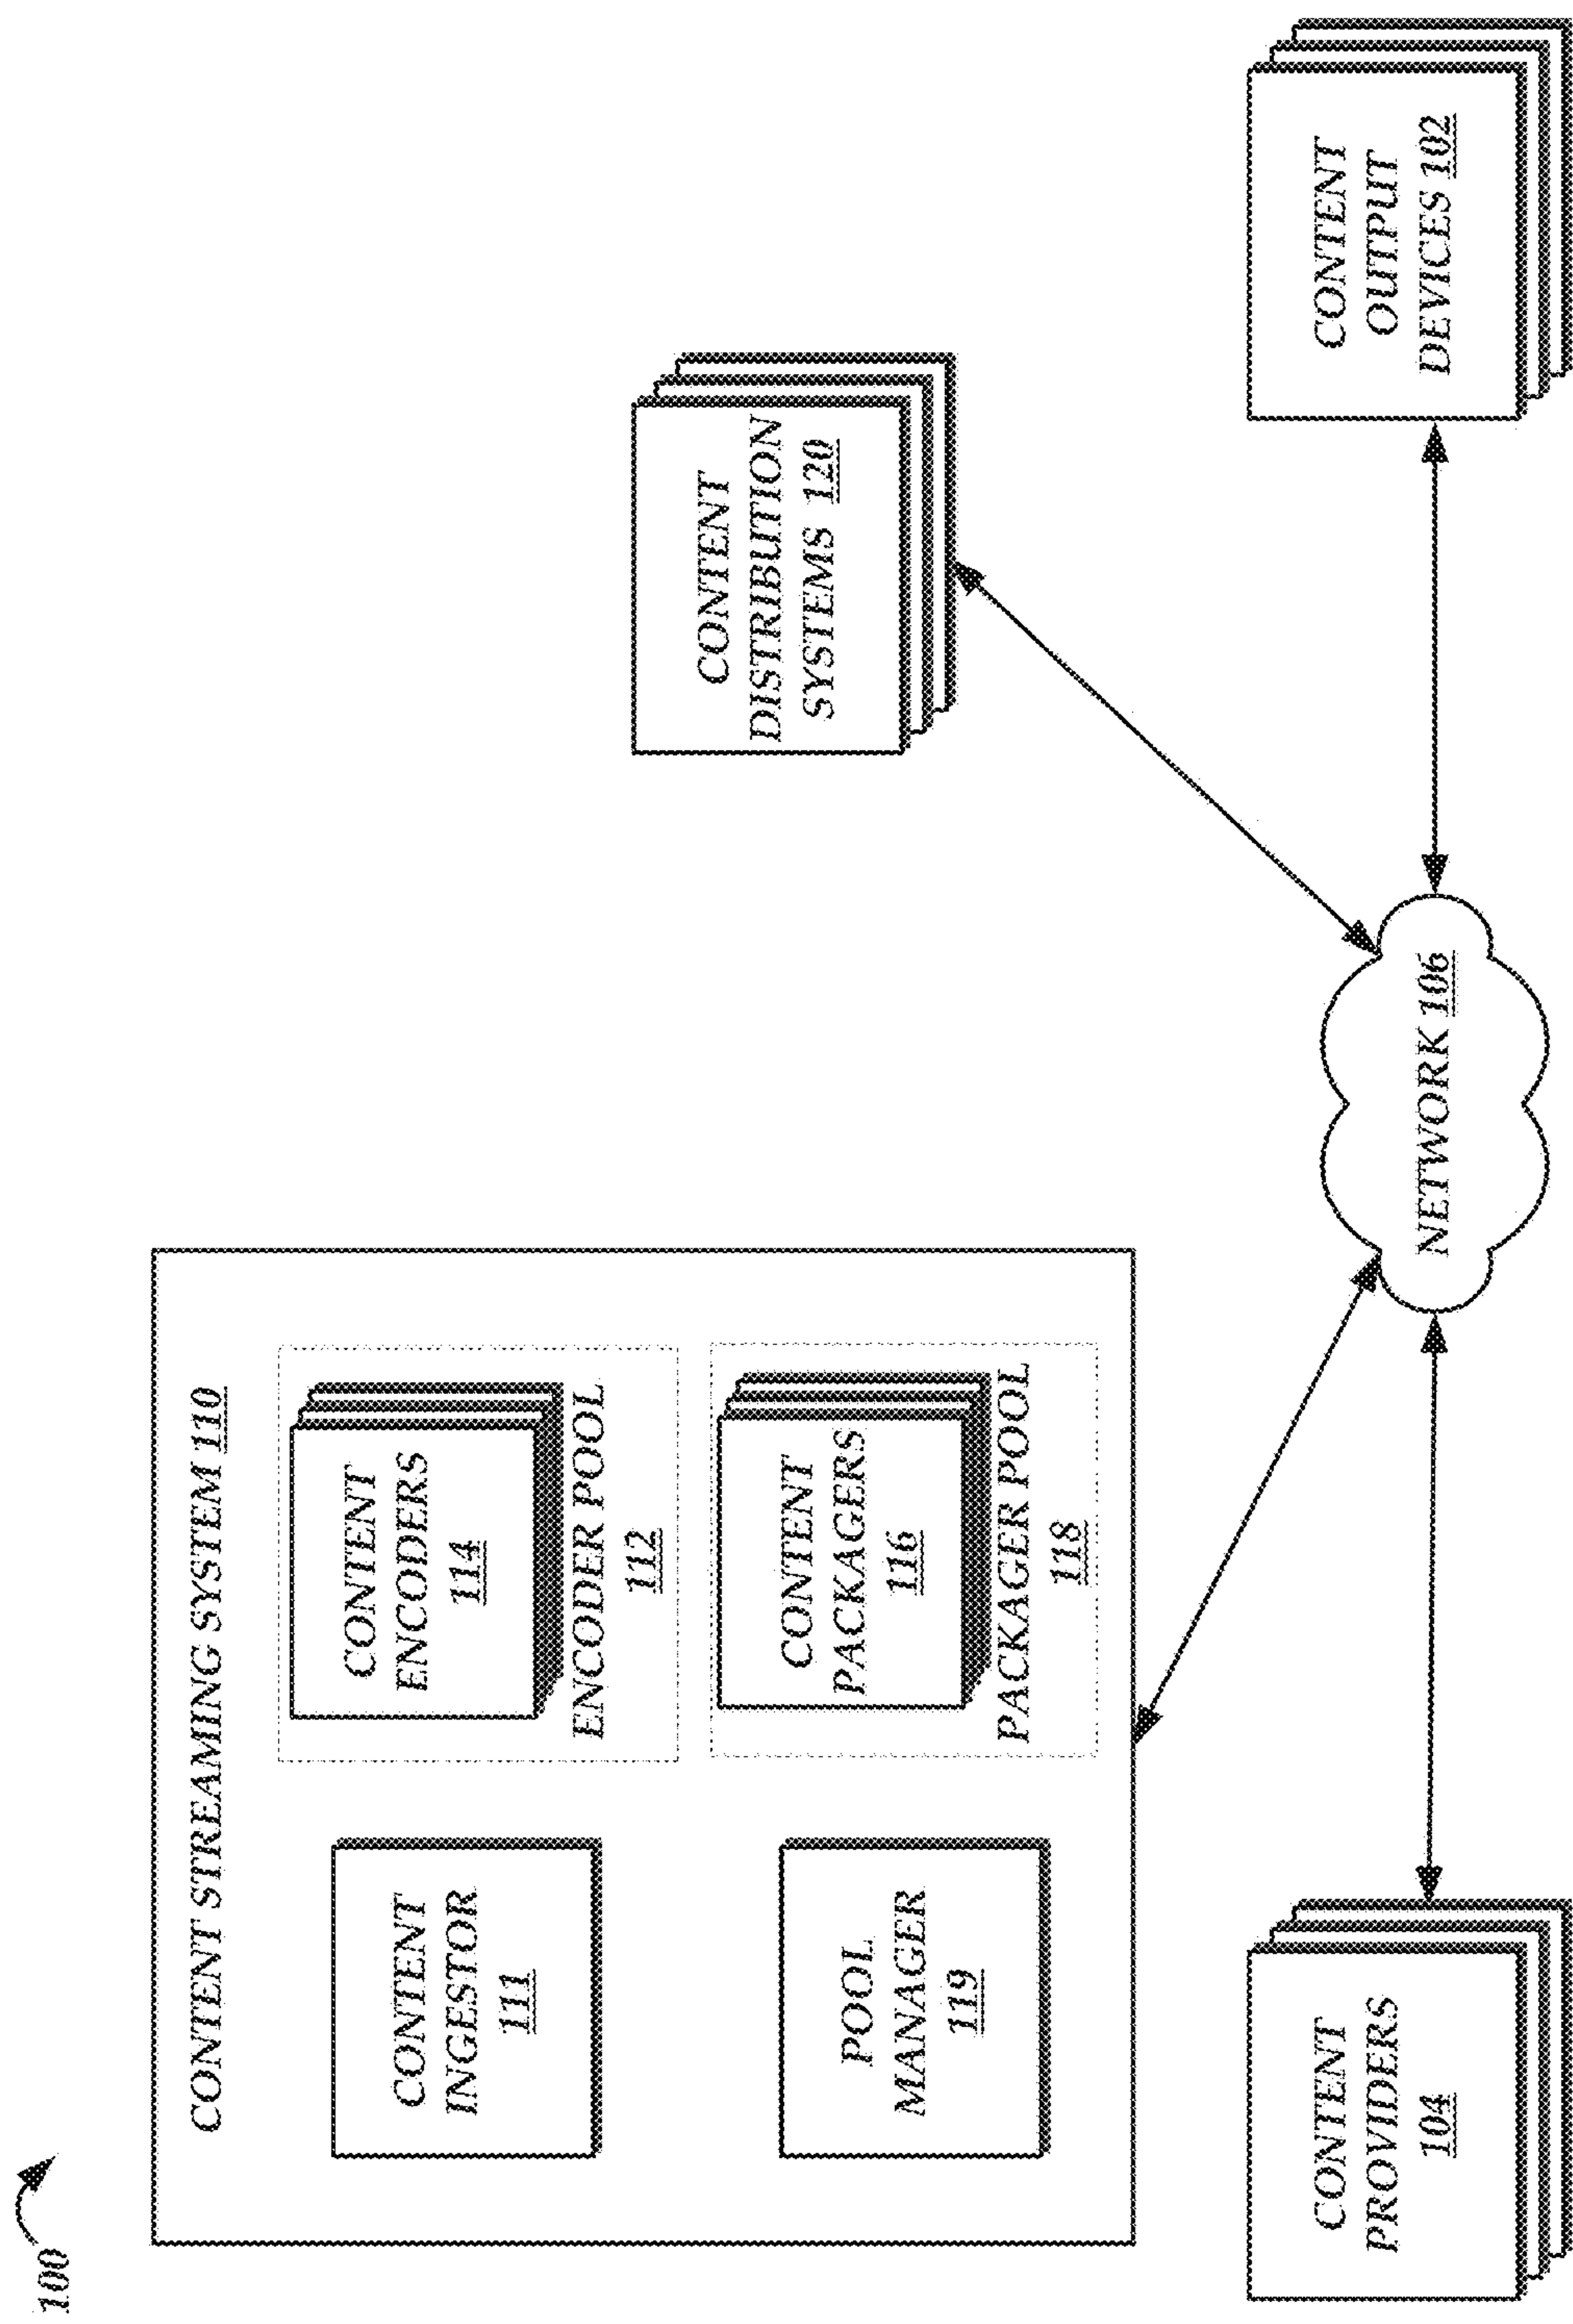 100
CONTENT STREAMING SYSTEM 110
CONTENT
INGESTOR
111
CONTENT
ENCODERS
114
ENCODER POOL
112
POOL
MANAGER
119
CONTENT
PACKAGERS
116
PACKAGER POOL
118
CONTENT
DISTRIBUTION
SYSTEMS 120
CONTENT
PROVIDERS
104
NETWORK 106
CONTENT
OUTPUT
DEVICES 102